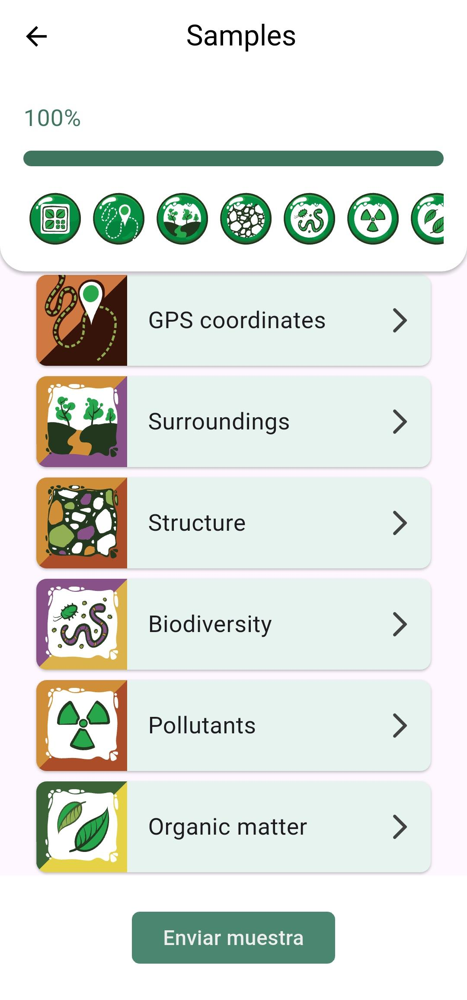 Samples
100%
GPS coordinates
Surroundings
Structure
Biodiversity
Pollutants
Organic matter
Enviar muestra